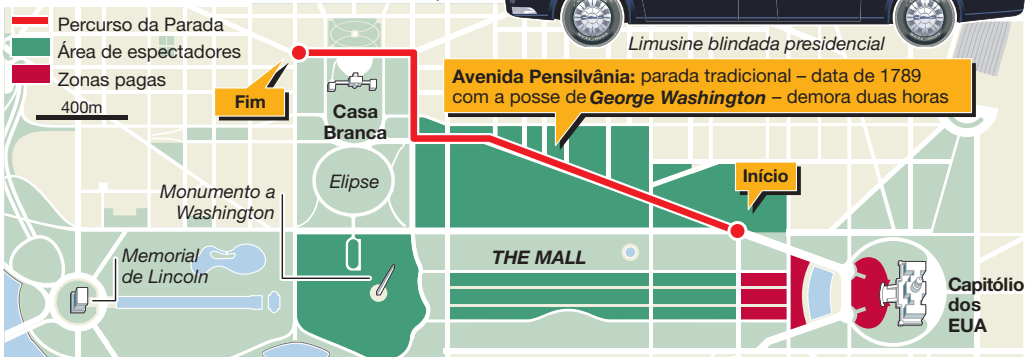 Percurso da Parada
Área de espectadores
Zonas pagas
400m
Limusine blindada presidencial
Avenida Pensilvânia: parada tradicional – data de 1789
com a posse de George Washington – demora duas horas
Fim
Casa
Branca
Início
Elipse
Monumento a
Washington
THE MALL
Memorial
de Lincoln
Capitólio
dos
EUA